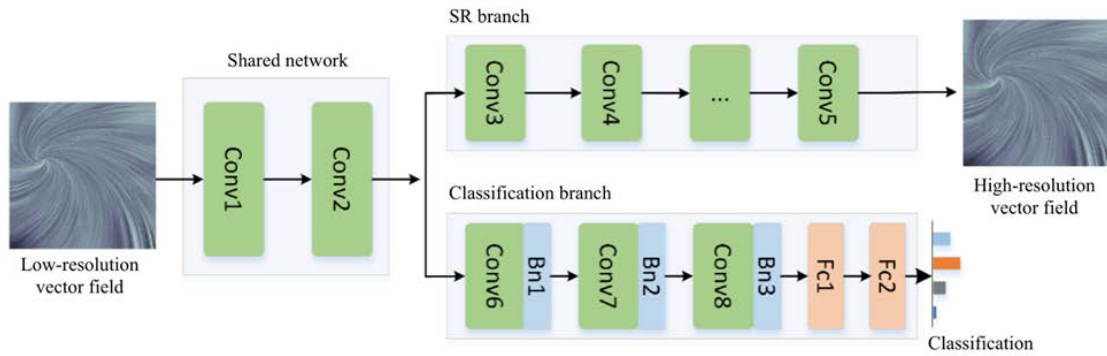 SR branch
Shared network
Conv1
Conv2
Conv3
Conv4
...
Conv5
Low-resolution
vector field
High-resolution
vector field
Classification branch
Conv6
Bn1
Conv7
Bn2
Conv8
Bn3
Fc1
Fc2
Classification